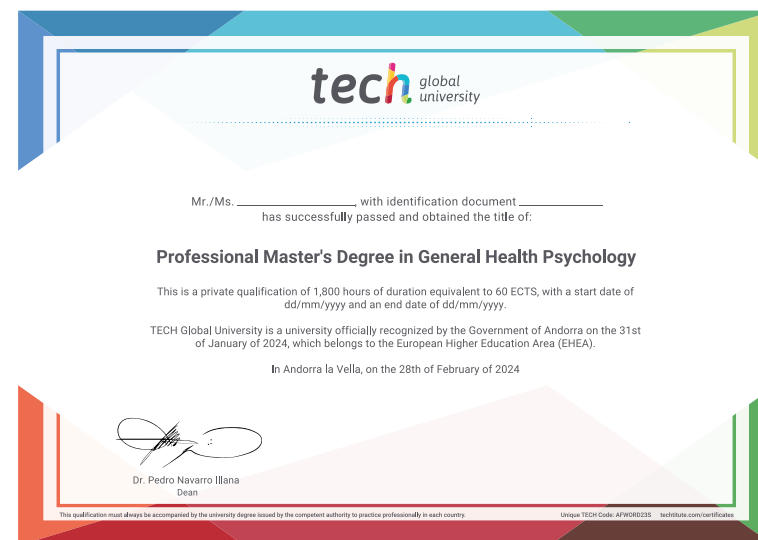 tech global
university
Mr./Ms. ____________, with identification document ____________
has successfully passed and obtained the title of:
Professional Master's Degree in General Health Psychology
This is a private qualification of 1,800 hours of duration equivalent to 60 ECTS, with a start date of
dd/mm/yyyy and an end date of dd/mm/yyyy.
TECH Global University is a university officially recognized by the Government of Andorra on the 31st
of January of 2024, which belongs to the European Higher Education Area (EHEA).
In Andorra la Vella, on the 28th of February of 2024
Dr. Pedro Navarro Illana
Dean
This qualification must always be accompanied by the university degree issued by the competent authority to practice professionally in each country. Unique TECH Code: AFWORD23S techtitute.com/certificates